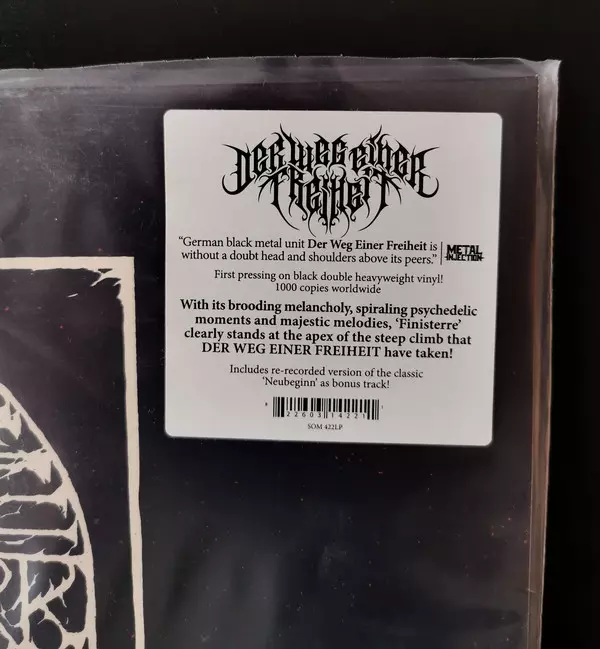 DER WEG EINER
FREIHEIT
“German black metal unit Der Weg Einer Freiheit is
without a doubt head and shoulders above its peers.” METAL INJECTION
First pressing on black double heavyweight vinyl!
1000 copies worldwide
With its brooding melancholy, spiraling psychedelic
moments and majestic melodies, ‘Finisterre’
clearly stands at the apex of the steep climb that
DER WEG EINER FREIHEIT have taken!
Includes re-recorded version of the classic
‘Neubeginn’ as bonus track!
8 22603 14221
SOM 422LP